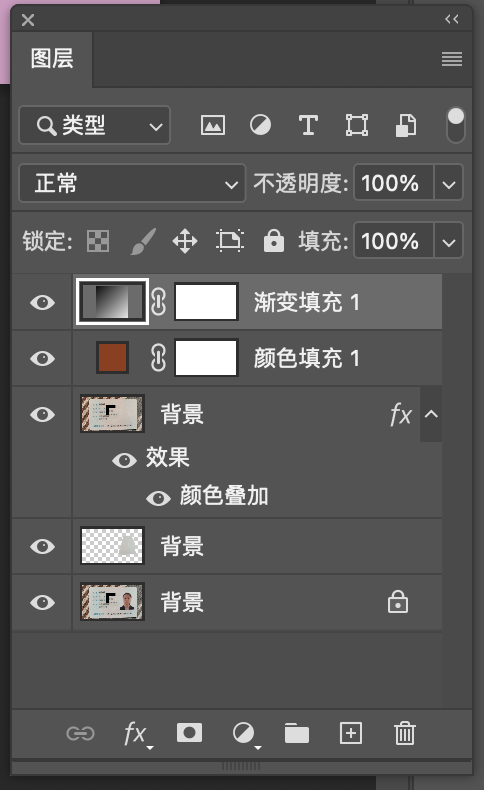 图层
类型
正常 不透明度: 100%
锁定: 填充: 100%
渐变填充 1
颜色填充 1
背景 fx
效果
颜色叠加
背景
背景
fx